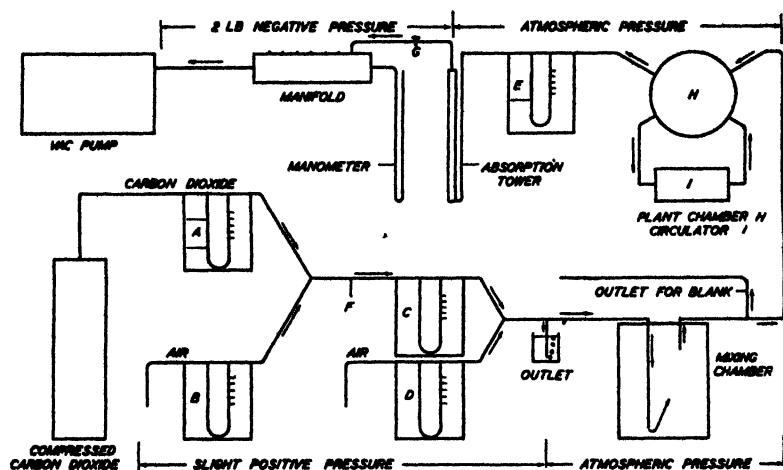 2 LB NEGATIVE PRESSURE
ATMOSPHERIC PRESSURE
G
E
H
MANIFOLD
VAC PUMP
MANOMETER
ABSORPTION
TOWER
I
CARBON DIOXIDE
PLANT CHAMBER H
CIRCULATOR I
A
F
C
OUTLET FOR BLANK
AIR
B
AIR
D
OUTLET
MIXING
CHAMBER
COMPRESSED
CARBON DIOXIDE
SLIGHT POSITIVE PRESSURE
ATMOSPHERIC PRESSURE